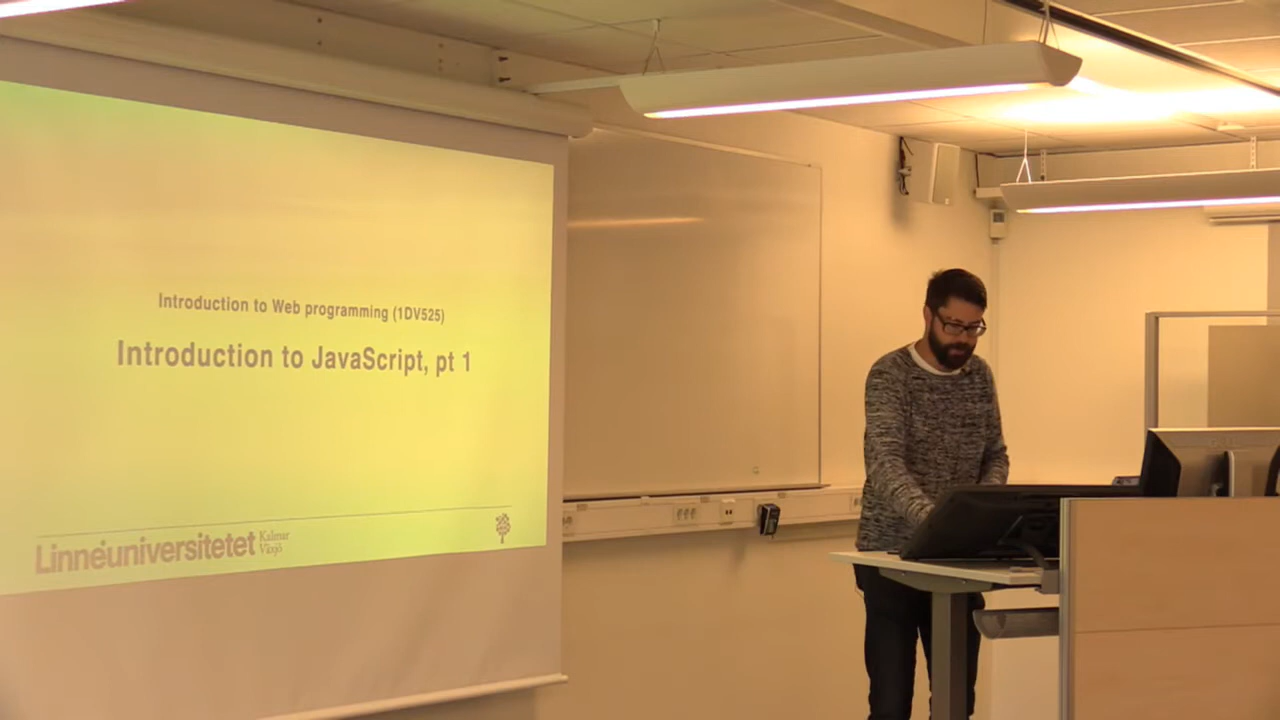 Introduction to Web programming (1DV525)
Introduction to JavaScript, pt 1
Linnéuniversitetet
Kalmar
Växjö